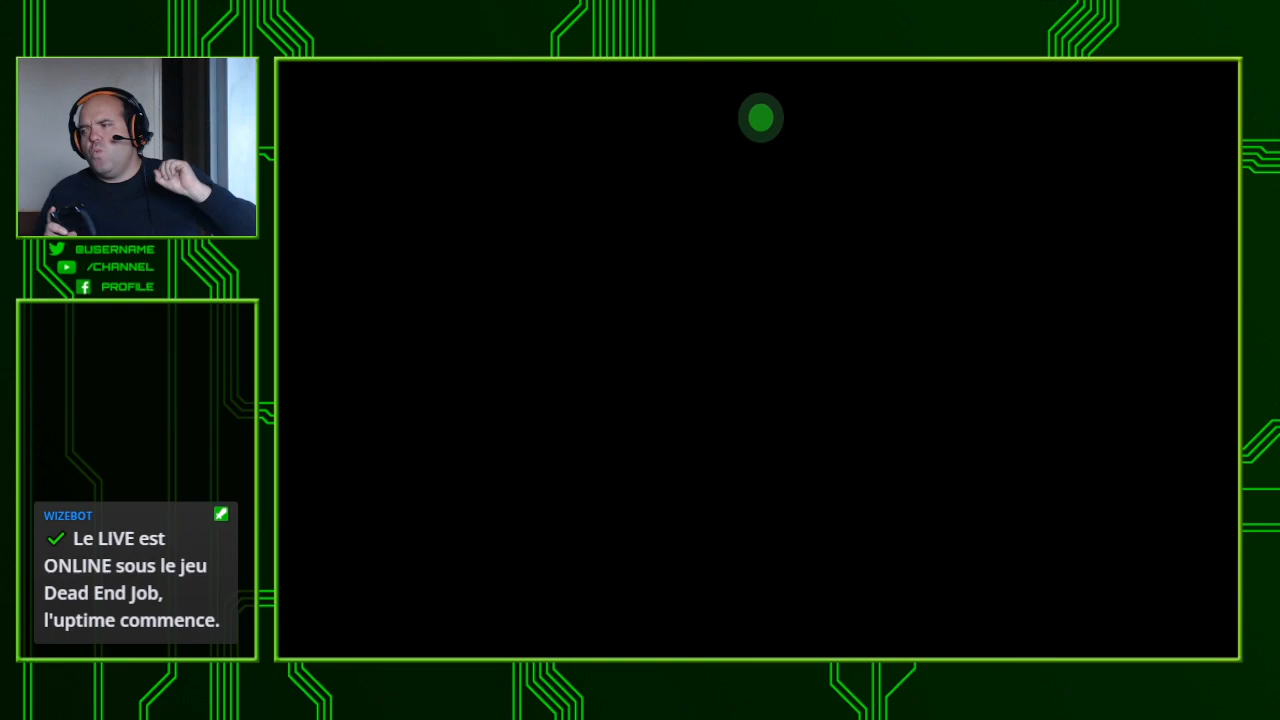 @USERNAME
/CHANNEL
PROFILE
WIZEBOT
Le LIVE est
ONLINE sous le jeu
Dead End Job,
l'uptime commence.